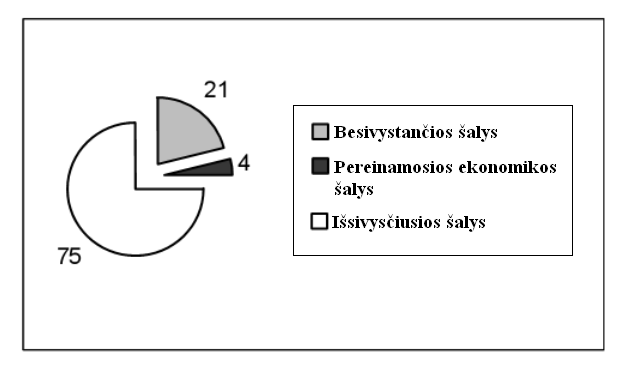 21
4
75
Besivystančios šalys
Pereinamosios ekonomikos
šalys
Išsivysčiusios šalys